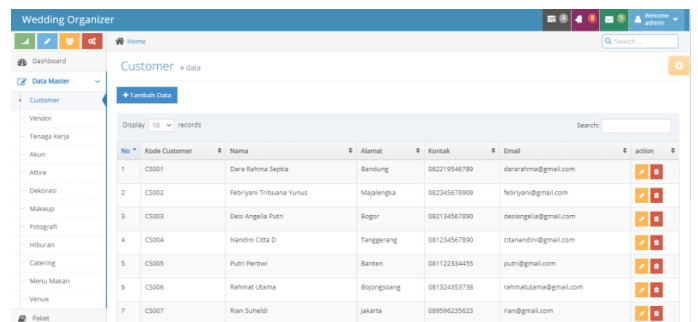 Wedding Organizer
Welcome admin
Home
Search ...
Dashboard
Data Master
Customer
Vendor
Tenaga Kerja
Akun
Attire
Dekorasi
Makeup
Fotografi
Hiburan
Catering
Menu Makan
Venue
Paket
Customer » data
+Tambah Data
Display 10 records
Search:
No Kode Customer Nama Alamat Kontak Email action
1 CS001 Dara Rahma Septia Bandung 082219546789 dararahma@gmail.com
2 CS002 Febriyani Tribuana Yunus Majalengka 082345678909 febriyani@gmail.com
3 CS003 Desi Angelia Putri Bogor 082134567890 desiangelia@gmail.com
4 CS004 Nandini Citta D Tanggerang 081234567890 citanandini@gmail.com
5 CS005 Putri Pertiwi Banten 081122334455 putri@gmail.com
6 CS006 Rahmat Utama Bojongsoang 081324353738 rahmatutama@gmail.com
7 CS007 Rian Suheldi Jakarta 089596235623 rian@gmail.com